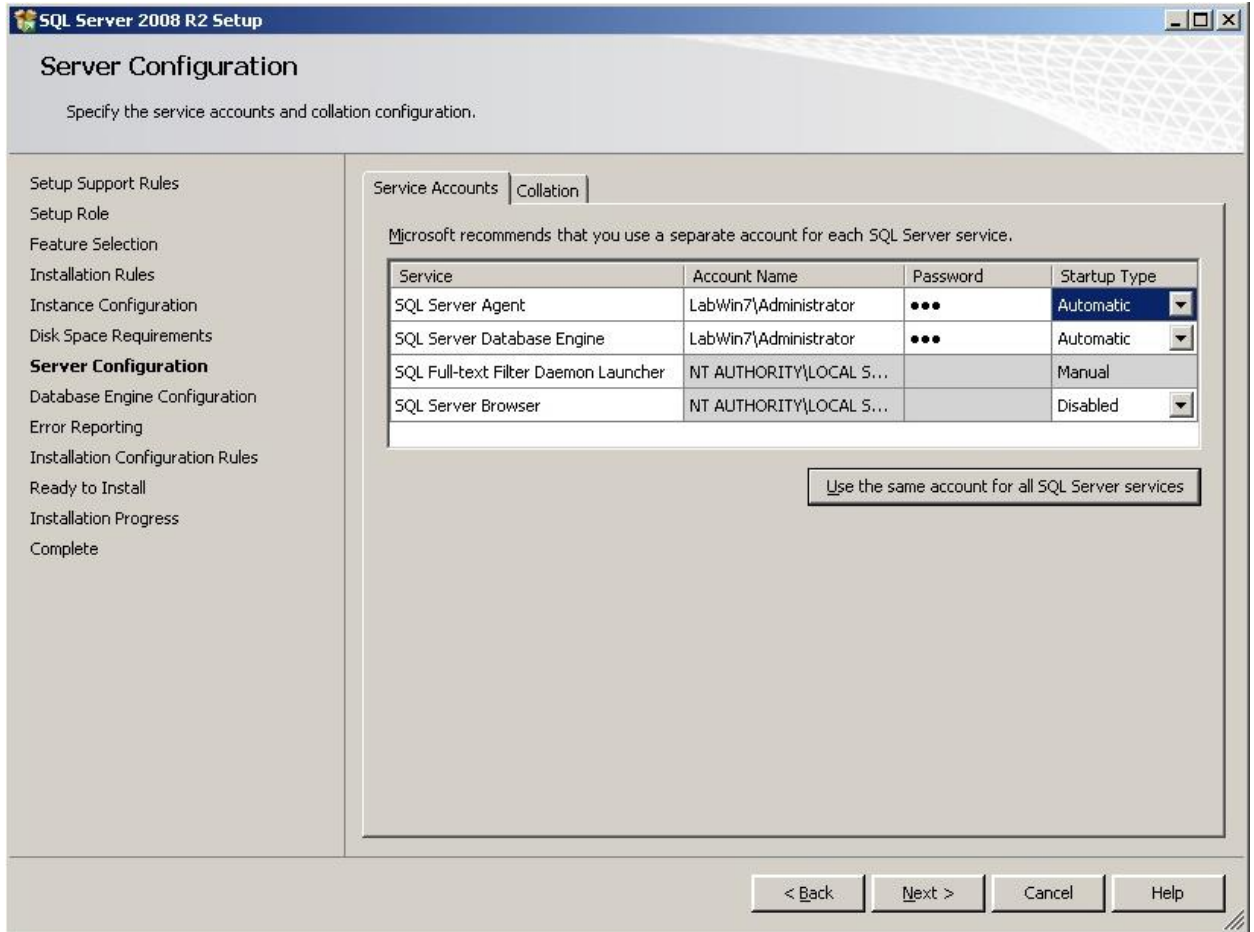 SQL Server 2008 R2 Setup
Server Configuration
Specify the service accounts and collation configuration.
Setup Support Rules
Setup Role
Feature Selection
Installation Rules
Instance Configuration
Disk Space Requirements
Server Configuration
Database Engine Configuration
Error Reporting
Installation Configuration Rules
Ready to Install
Installation Progress
Complete
Service Accounts Collation
Microsoft recommends that you use a separate account for each SQL Server service.
Service Account Name Password Startup Type
SQL Server Agent LabWin7\Administrator ●●● Automatic
SQL Server Database Engine LabWin7\Administrator ●●● Automatic
SQL Full-text Filter Daemon Launcher NT AUTHORITY\LOCAL S... Manual
SQL Server Browser NT AUTHORITY\LOCAL S... Disabled
Use the same account for all SQL Server services
< Back Next > Cancel Help